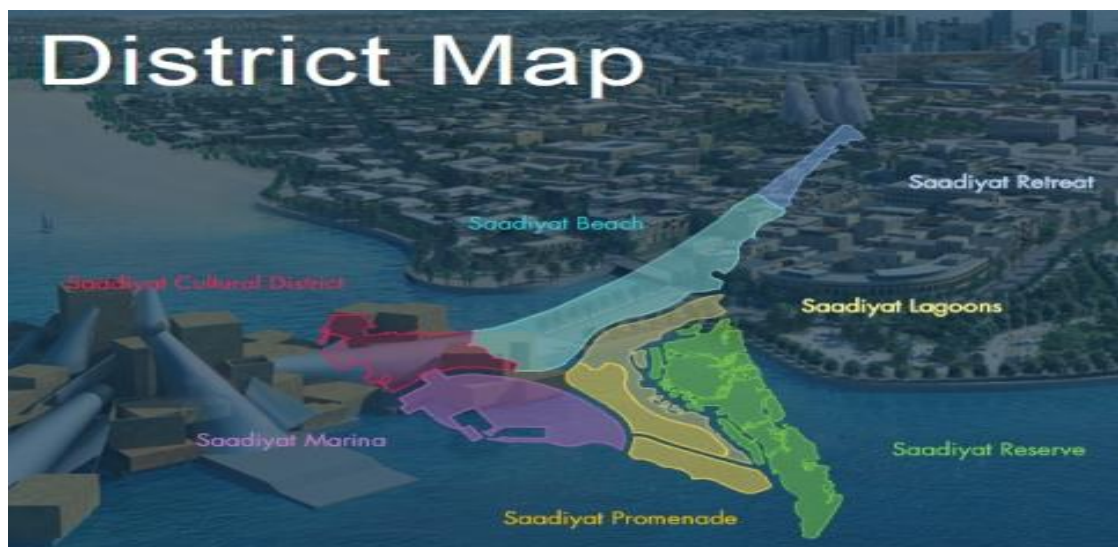 District Map
Saadiyat Retreat
Saadiyat Beach
Saadiyat Cultural District
Saadiyat Lagoons
Saadiyat Marina
Saadiyat Reserve
Saadiyat Promenade